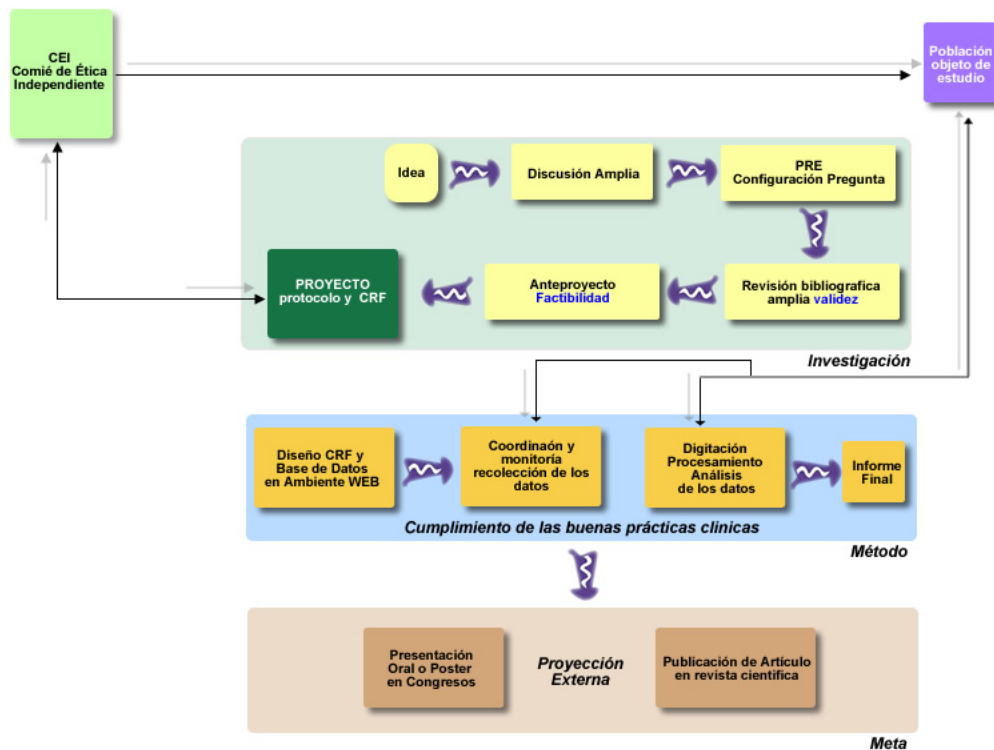 CEI
Comié de Ética
Independiente
Población
objeto de
estudio
Idea
Discusión Amplia
PRE
Configuración Pregunta
PROYECTO
protocolo y CRF
Anteproyecto
Factibilidad
Revisión bibliografica
amplia validez
Investigación
Diseño CRF y
Base de Datos
en Ambiente WEB
Coordinaón y
monitoría
recolección de los
datos
Digitación
Procesamiento
Análisis
de los datos
Informe
Final
Cumplimiento de las buenas prácticas clinicas
Método
Presentación
Oral o Poster
en Congresos
Proyección
Externa
Publicación de Artículo
en revista cientifica
Meta